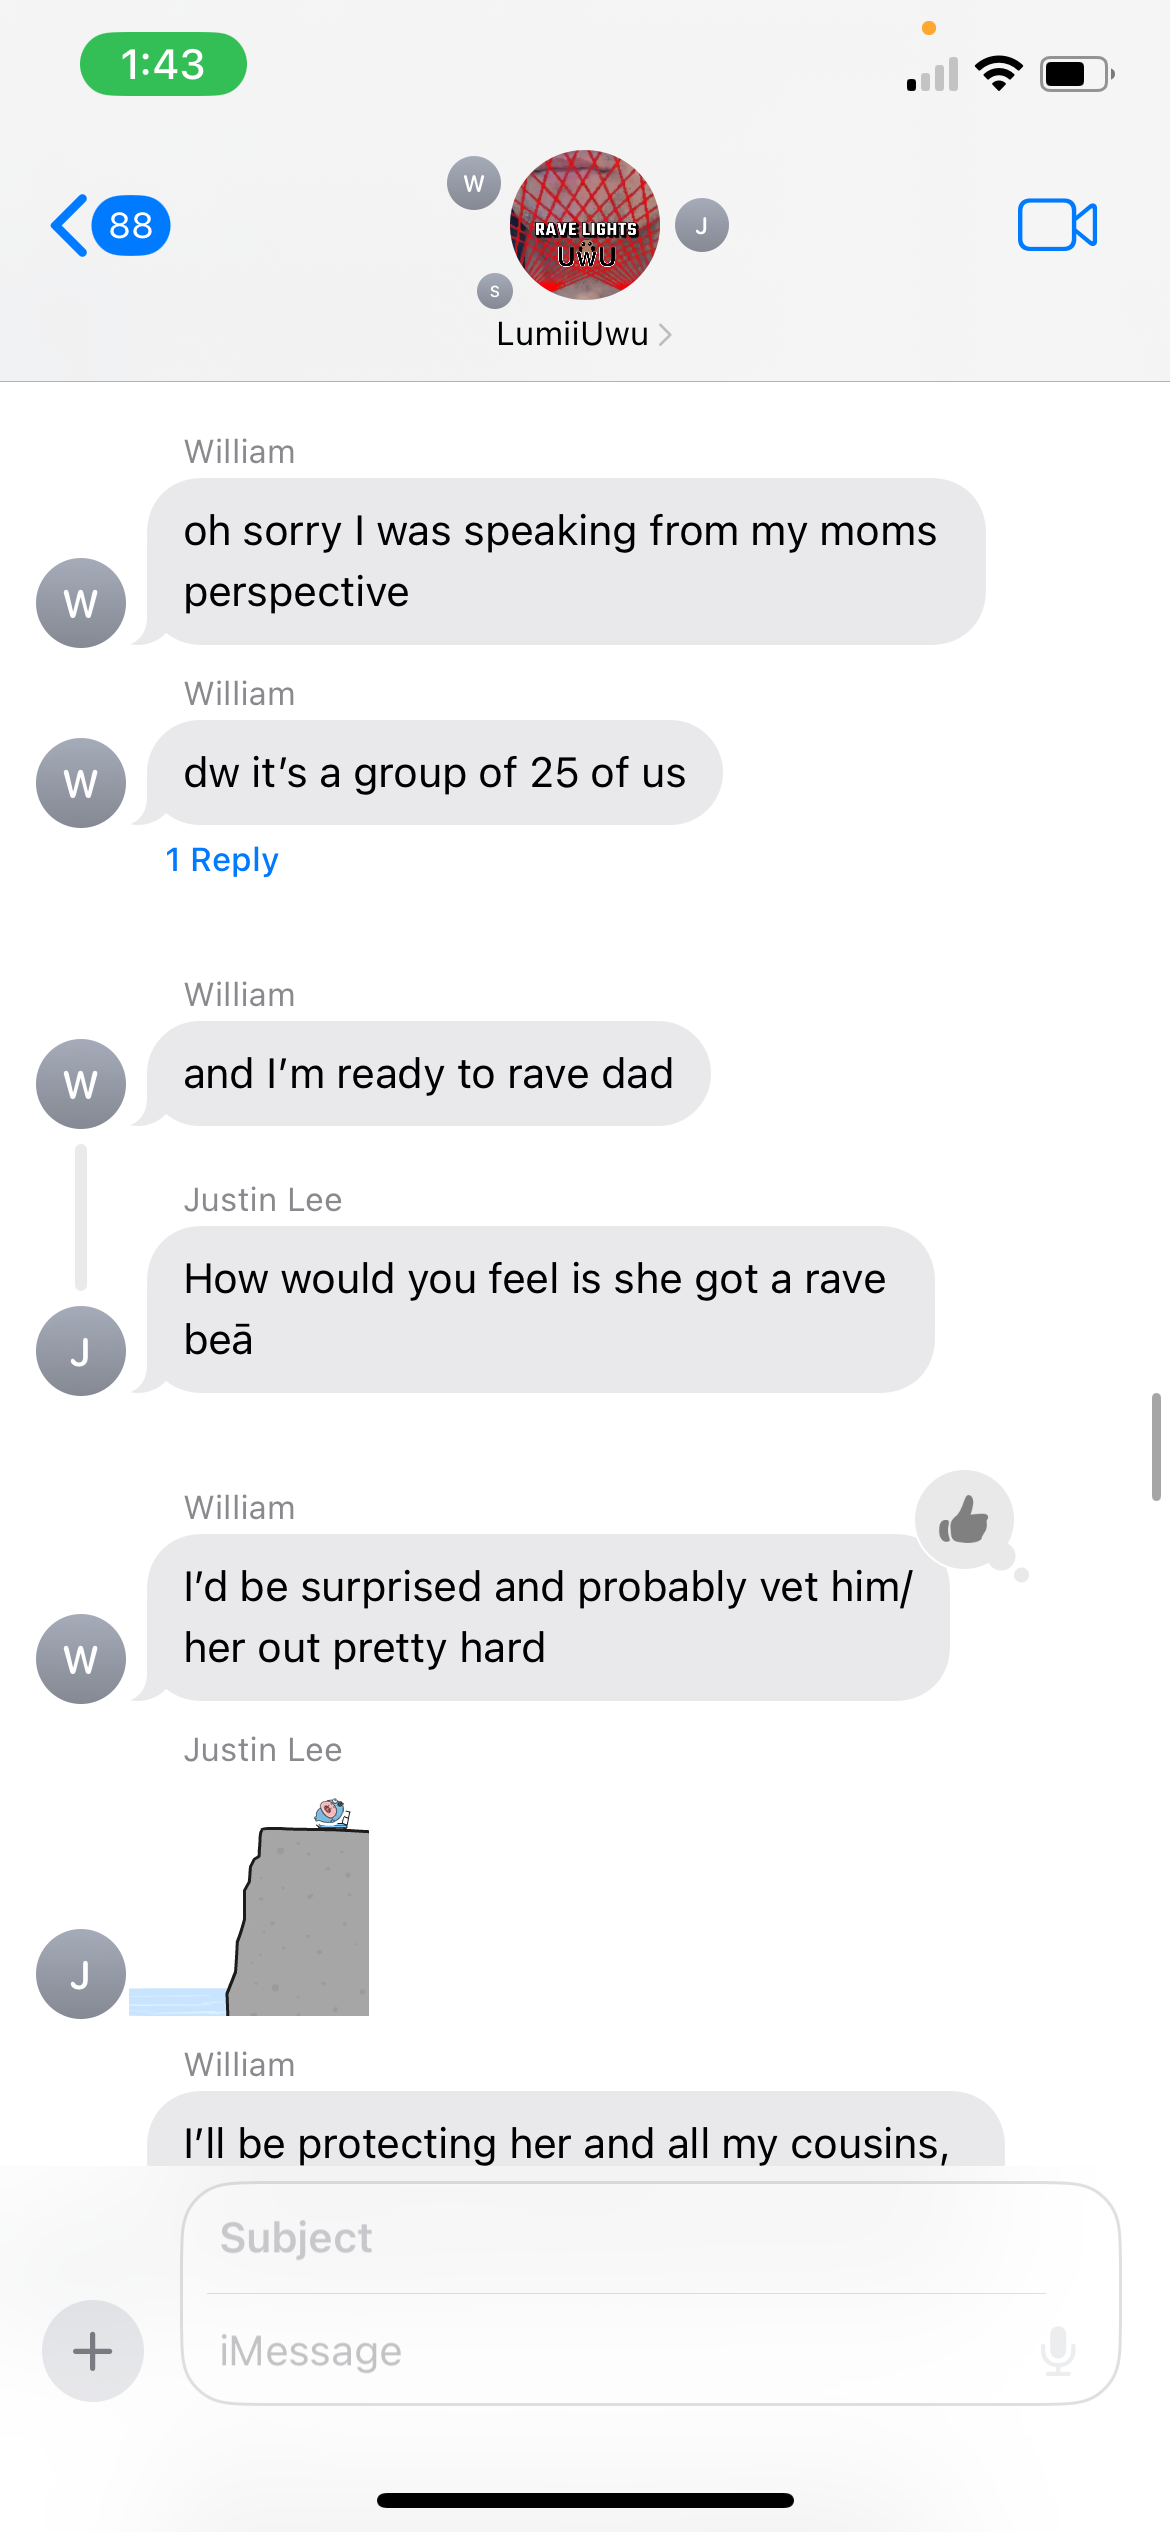 1:43
88
W
J
S
RAVE LIGHTS
UWU
LumiiUwu
William
oh sorry I was speaking from my moms
perspective
W
William
dw it’s a group of 25 of us
W
1 Reply
William
and I’m ready to rave dad
W
Justin Lee
How would you feel is she got a rave
beā
J
William
I’d be surprised and probably vet him/
her out pretty hard
W
Justin Lee
J
William
I’ll be protecting her and all my cousins,
Subject
iMessage